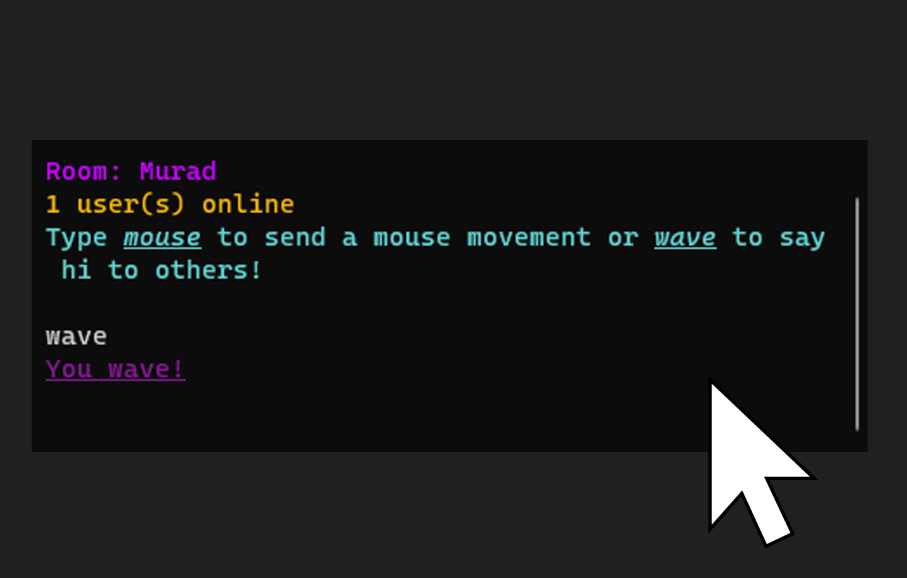 Room: Murad
1 user(s) online
Type mouse to send a mouse movement or wave to say
hi to others!
wave
You wave!